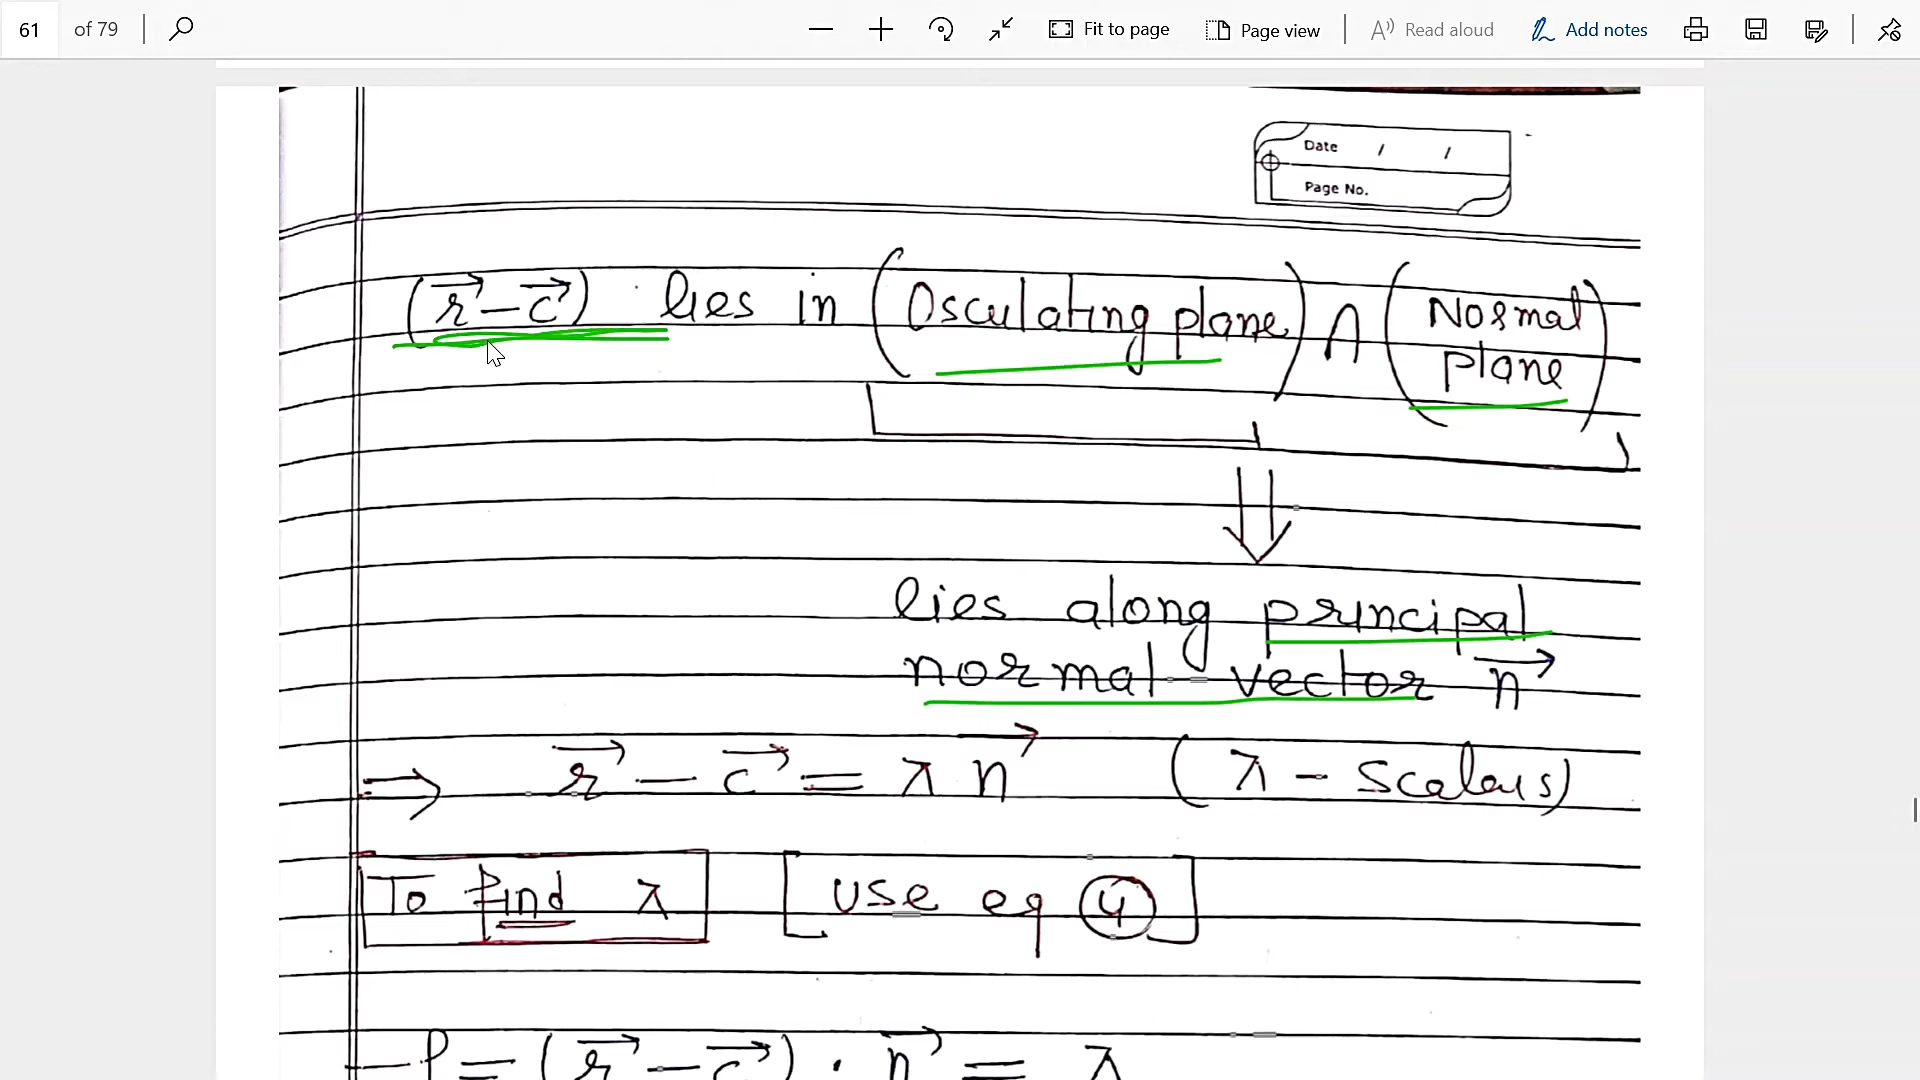 61 of 79 Fit to page Page view Read aloud Add notes
Date / /
Page No.
(r⃗ - c⃗) lies in (Osculating plane) ∩ (Normal plane)
⇓
lies along principal
normal vector n⃗
⇒ r⃗ - c⃗ = λ n⃗ (λ - scalars)
To find λ [use eq ④]
-ρ = (r⃗ - c⃗) · n⃗ = λ